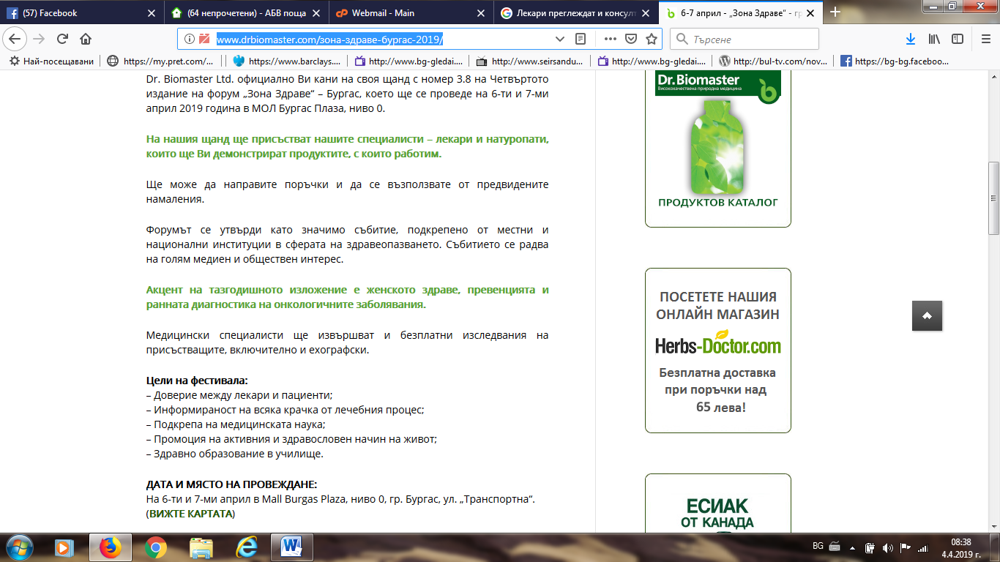 (57) Facebook
(64 непрочетени) - АБВ поща
Webmail - Main
Лекари преглеждат и консулт
6-7 април - „Зона Здраве“ - гр
www.drbiomaster.com/зона-здраве-бургас-2019/
Търсене
Най-посещавани
https://my.pret.com/...
https://www.barclays....
http://www.bg-gledai....
http://www.seirsandu...
http://www.bg-gledai....
http://bul-tv.com/nov...
https://bg-bg.faceboo...
Dr. Biomaster Ltd. официално Ви кани на своя щанд с номер 3.8 на Четвъртото
издание на форум „Зона Здраве“ – Бургас, което ще се проведе на 6-ти и 7-ми
април 2019 година в МОЛ Бургас Плаза, ниво 0.
На нашия щанд ще присъстват нашите специалисти – лекари и натуропати,
които ще Ви демонстрират продуктите, с които работим.
Ще може да направите поръчки и да се възползвате от предвидените
намаления.
Форумът се утвърди като значимо събитие, подкрепено от местни и
национални институции в сферата на здравеопазването. Събитието се радва
на голям медиен и обществен интерес.
Акцент на тазгодишното изложение е женското здраве, превенцията и
ранната диагностика на онкологичните заболявания.
Медицински специалисти ще извършват и безплатни изследвания на
присъстващите, включително и ехографски.
Цели на фестивала:
– Доверие между лекари и пациенти;
– Информираност на всяка крачка от лечебния процес;
– Подкрепа на медицинската наука;
– Промоция на активния и здравословен начин на живот;
– Здравно образование в училище.
ДАТА И МЯСТО НА ПРОВЕЖДАНЕ:
На 6-ти и 7-ми април в Mall Burgas Plaza, ниво 0, гр. Бургас, ул. „Транспортна“.
(ВИЖТЕ КАРТАТА)
Dr.Biomaster
Висококачествена природна медицина
ПРОДУКТОВ КАТАЛОГ
ПОСЕТЕТЕ НАШИЯ
ОНЛАЙН МАГАЗИН
Herbs-Doctor.com
Безплатна доставка
при поръчки над
65 лева!
ЕСИАК
ОТ КАНАДА
BG
08:38
4.4.2019 г.